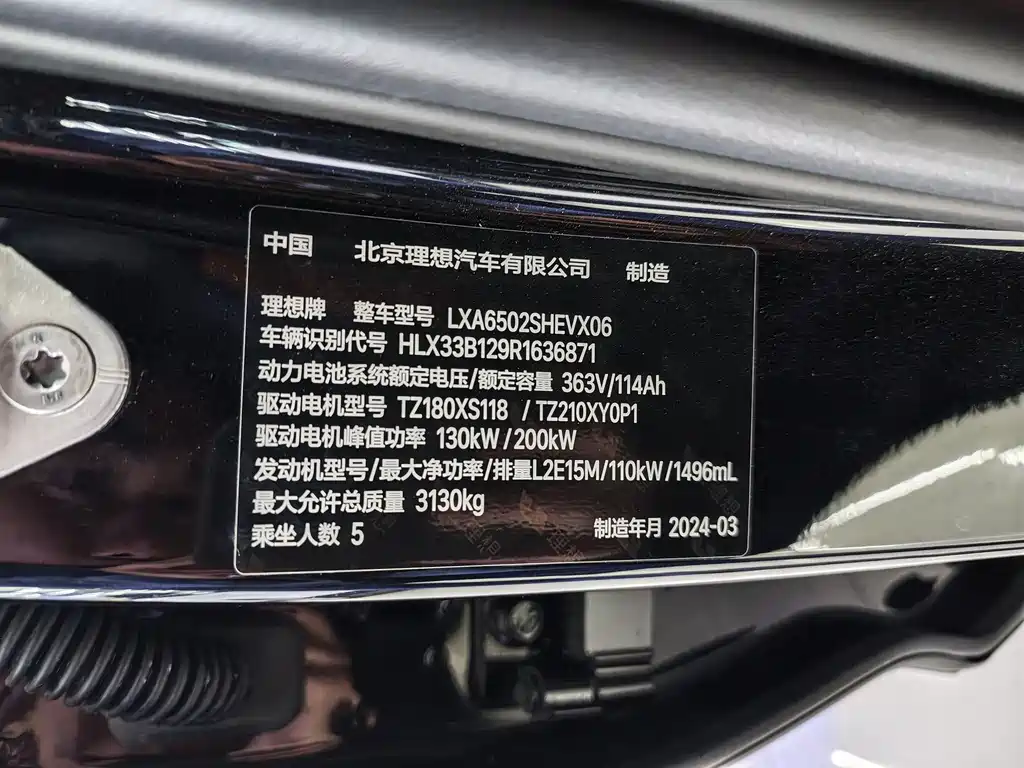 中国 北京理想汽车有限公司 制造
理想牌 整车型号 LXA6502SHEVX06
车辆识别代号 HLX33B129R1636871
动力电池系统额定电压/额定容量 363V/114Ah
驱动电机型号 TZ180XS118 /TZ210XY0P1
驱动电机峰值功率 130kW/200kW
发动机型号/最大净功率/排量L2E15M/110kW/1496mL
最大允许总质量 3130kg
乘坐人数 5 制造年月 2024-03